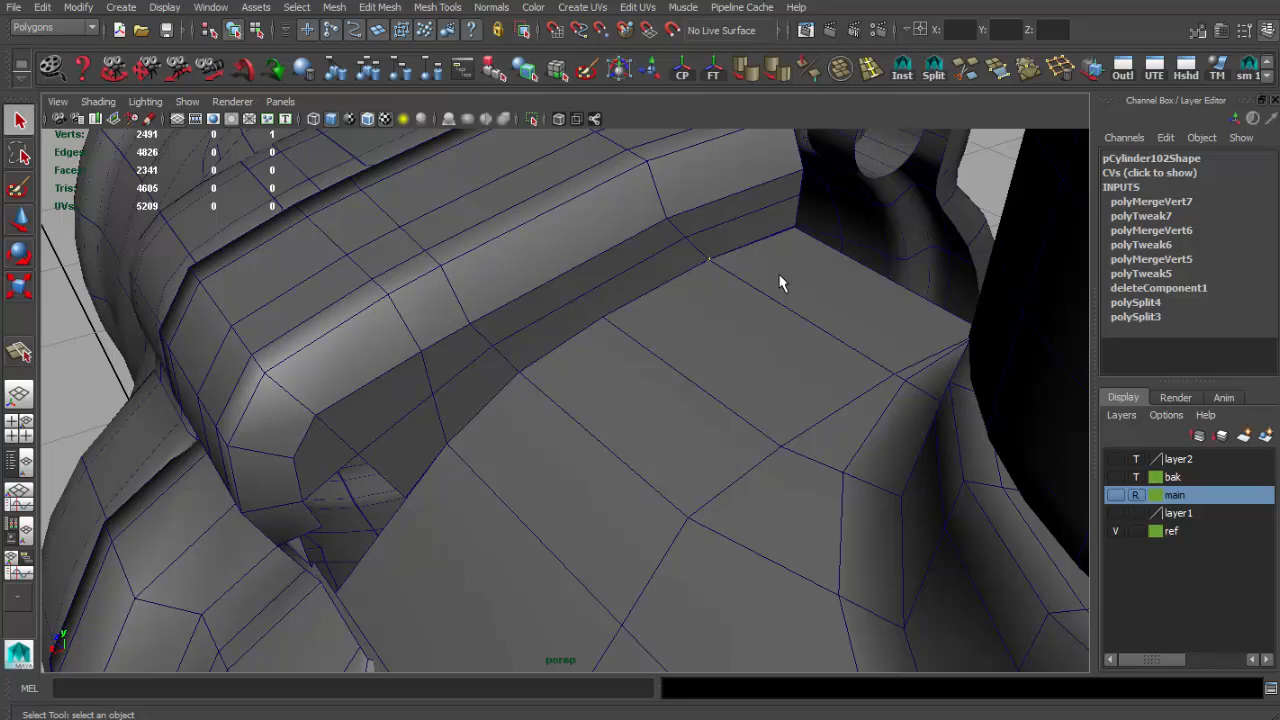 File Edit Modify Create Display Window Assets Select Mesh Edit Mesh Mesh Tools Normals Color Create UVs Edit UVs Muscle Pipeline Cache Help
Polygons No Live Surface X: Y: Z:
CP FT Inst Split Outl UTE Hshd TM sm 1
View Shading Lighting Show Renderer Panels
Channel Box / Layer Editor
Channels Edit Object Show
Verts: 2491 0 1
Edges: 4826 0 0
Faces: 2341 0 0
Tris: 4605 0 0
UVs: 5209 0 0
pCylinder102Shape
CVs (click to show)
INPUTS
polyMergeVert7
polyTweak7
polyMergeVert6
polyTweak6
polyMergeVert5
polyTweak5
deleteComponent1
polySplit4
polySplit3
Display Render Anim
Layers Options Help
T layer2
T bak
R main
layer1
V ref
y
persp
MEL
Select Tool: select an object